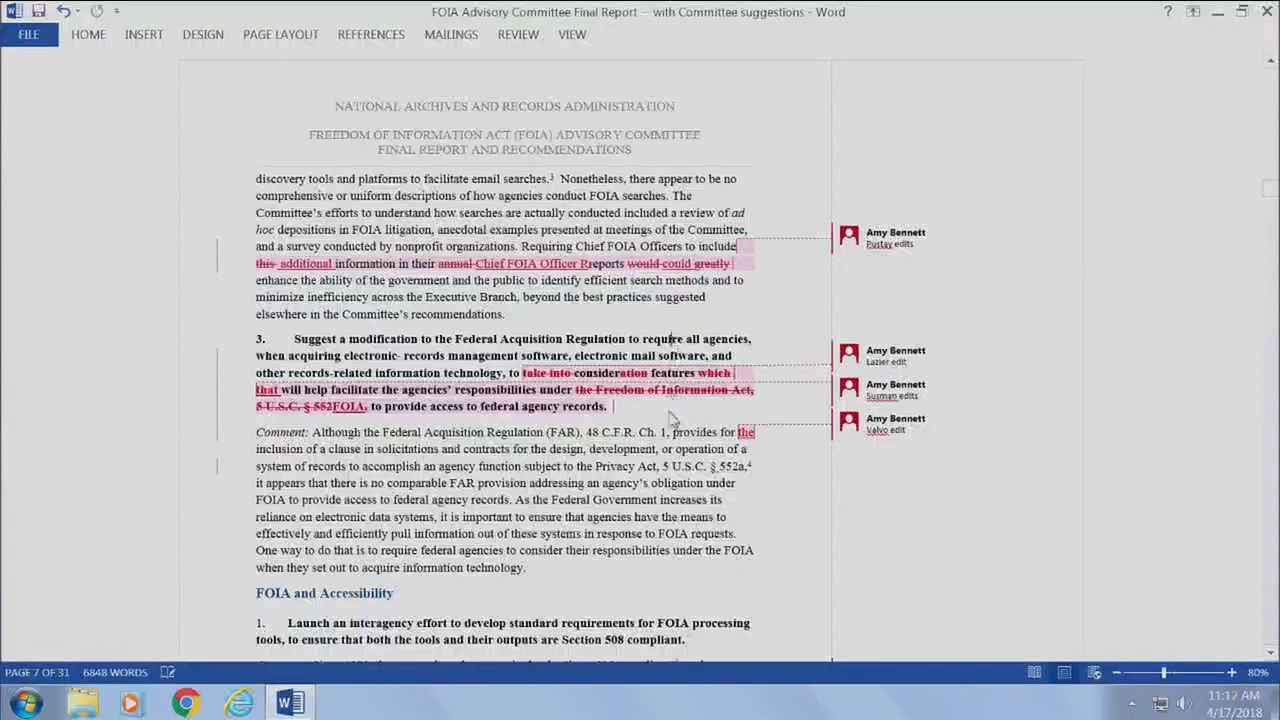 FOIA Advisory Committee Final Report — with Committee suggestions - Word
FILE HOME INSERT DESIGN PAGE LAYOUT REFERENCES MAILINGS REVIEW VIEW
NATIONAL ARCHIVES AND RECORDS ADMINISTRATION
FREEDOM OF INFORMATION ACT (FOIA) ADVISORY COMMITTEE
FINAL REPORT AND RECOMMENDATIONS
discovery tools and platforms to facilitate email searches.3 Nonetheless, there appear to be no
comprehensive or uniform descriptions of how agencies conduct FOIA searches. The
Committee's efforts to understand how searches are actually conducted included a review of ad
hoc depositions in FOIA litigation, anecdotal examples presented at meetings of the Committee,
and a survey conducted by nonprofit organizations. Requiring Chief FOIA Officers to include
this additional information in their annual Chief FOIA Officer Rreports would could greatly
enhance the ability of the government and the public to identify efficient search methods and to
minimize inefficiency across the Executive Branch, beyond the best practices suggested
elsewhere in the Committee's recommendations.
3. Suggest a modification to the Federal Acquisition Regulation to require all agencies,
when acquiring electronic- records management software, electronic mail software, and
other records-related information technology, to take into consideration features which
that will help facilitate the agencies' responsibilities under the Freedom of Information Act,
5 U.S.C. § 552FOIA, to provide access to federal agency records.
Comment: Although the Federal Acquisition Regulation (FAR), 48 C.F.R. Ch. 1, provides for the
inclusion of a clause in solicitations and contracts for the design, development, or operation of a
system of records to accomplish an agency function subject to the Privacy Act, 5 U.S.C. § 552a,4
it appears that there is no comparable FAR provision addressing an agency's obligation under
FOIA to provide access to federal agency records. As the Federal Government increases its
reliance on electronic data systems, it is important to ensure that agencies have the means to
effectively and efficiently pull information out of these systems in response to FOIA requests.
One way to do that is to require federal agencies to consider their responsibilities under the FOIA
when they set out to acquire information technology.
FOIA and Accessibility
1. Launch an interagency effort to develop standard requirements for FOIA processing
tools, to ensure that both the tools and their outputs are Section 508 compliant.
Amy Bennett
Pustay edits
Amy Bennett
Lazier edit
Amy Bennett
Susman edits
Amy Bennett
Valvo edit
PAGE 7 OF 31 6848 WORDS 80%
11:12 AM
4/17/2018